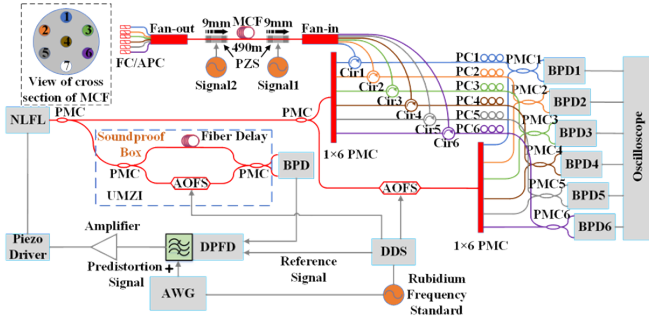 1
2
3
4
5
6
7
View of cross
section of MCF
FC/APC
Fan-out
9mm
MCF
9mm
Fan-in
490m
PZS
Signal2
Signal1
Cir1
Cir2
Cir3
Cir4
Cir5
Cir6
PC1
PC2
PC3
PC4
PC5
PC6
PMC1
PMC2
PMC3
PMC4
PMC5
PMC6
BPD1
BPD2
BPD3
BPD4
BPD5
BPD6
Oscilloscope
NLFL
PMC
PMC
1×6 PMC
Soundproof
Box
Fiber Delay
PMC
AOFS
PMC
UMZI
BPD
AOFS
1×6 PMC
Piezo
Driver
Amplifier
DPFD
DDS
Predistortion
Signal
+
Reference
Signal
AWG
Rubidium
Frequency
Standard